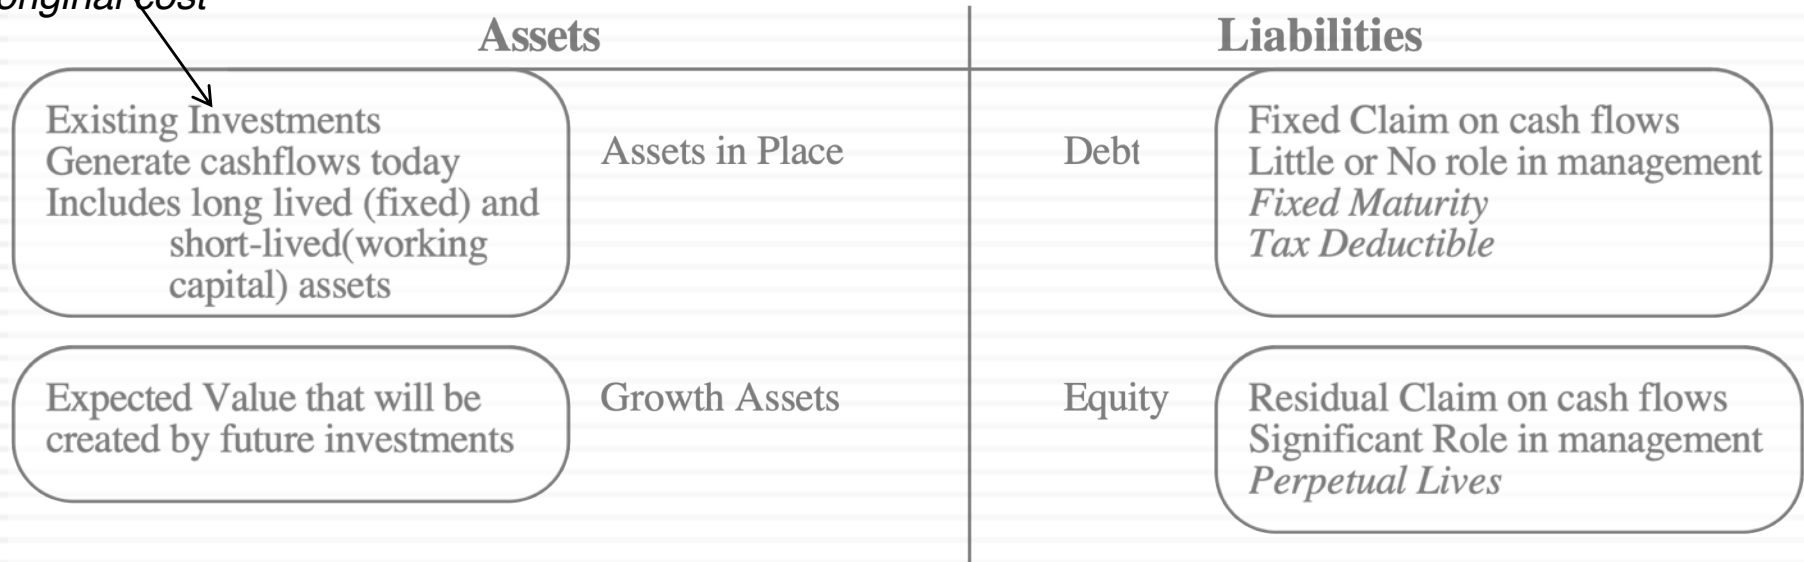 original cost
Assets
Liabilities
Existing Investments
Generate cashflows today
Includes long lived (fixed) and
short-lived(working
capital) assets
Assets in Place
Debt
Fixed Claim on cash flows
Little or No role in management
Fixed Maturity
Tax Deductible
Expected Value that will be
created by future investments
Growth Assets
Equity
Residual Claim on cash flows
Significant Role in management
Perpetual Lives